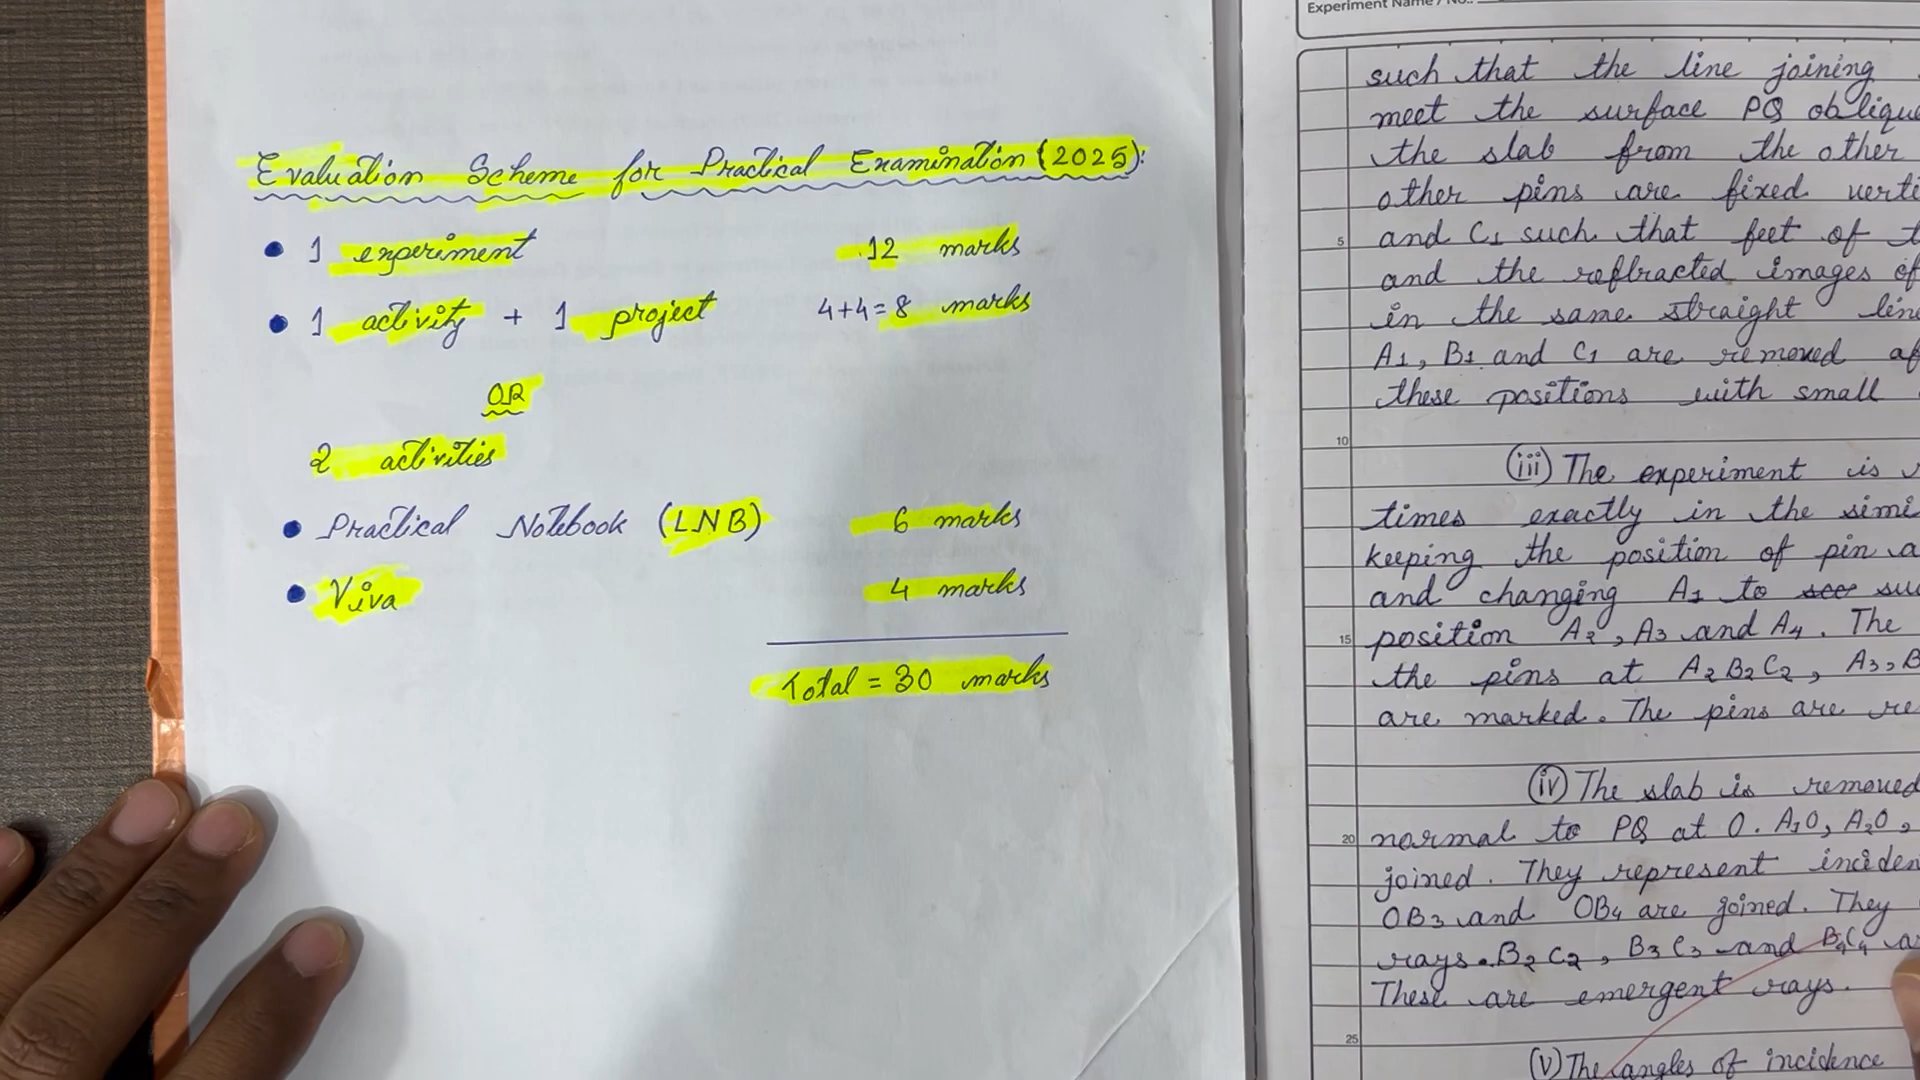 Evaluation Scheme for Practical Examination (2025):
• 1 experiment 12 marks
• 1 activity + 1 project 4+4=8 marks
OR
2 activities
• Practical Notebook (LNB) 6 marks
• Viva 4 marks
Total = 30 marks
Experiment Name / No.:
such that the line joining
meet the surface PQ oblique
the slab from the other
other pins are fixed verti
5 and C1 such that feet of t
and the reflracted images of
in the same straight line
A1, B1 and C1 are removed af
these positions with small
10
(iii) The experiment is
times exactly in the simi
keeping the position of pin a
and changing A1 to su
15 position A2, A3 and A4. The
the pins at A2B2C2, A3, B
are marked. The pins are re
(iv) The slab is removed
20 normal to PQ at O. A1O, A2O,
joined. They represent inciden
OB3 and OB4 are joined. They
rays. B2C2, B3C3 and B4C4 a
These are emergent rays.
25
(v) The angles of incidence